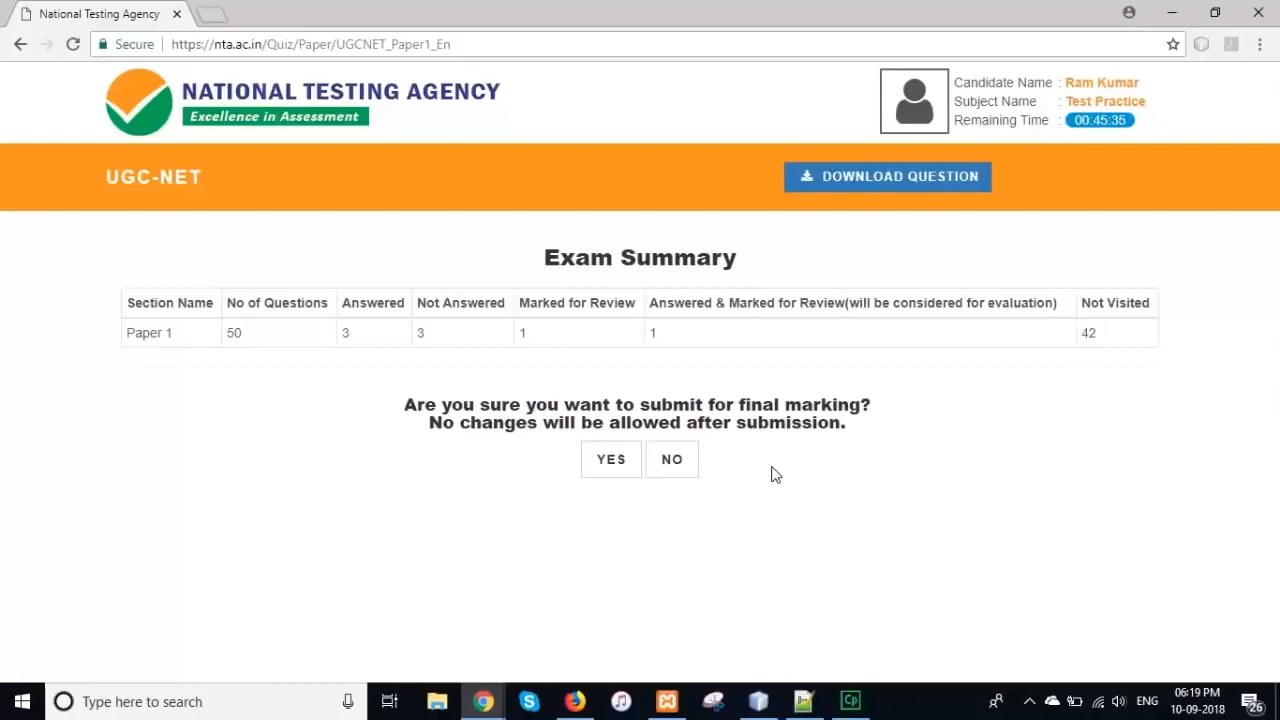 National Testing Agency
Secure
https://nta.ac.in/Quiz/Paper/UGCNET_Paper1_En
NATIONAL TESTING AGENCY
Excellence in Assessment
Candidate Name : Ram Kumar
Subject Name : Test Practice
Remaining Time : 00:45:35
UGC-NET
DOWNLOAD QUESTION
Exam Summary
Section Name No of Questions Answered Not Answered Marked for Review Answered & Marked for Review(will be considered for evaluation) Not Visited
Paper 1 50 3 3 1 1 42
Are you sure you want to submit for final marking?
No changes will be allowed after submission.
YES NO
Type here to search
ENG
06:19 PM
10-09-2018
26